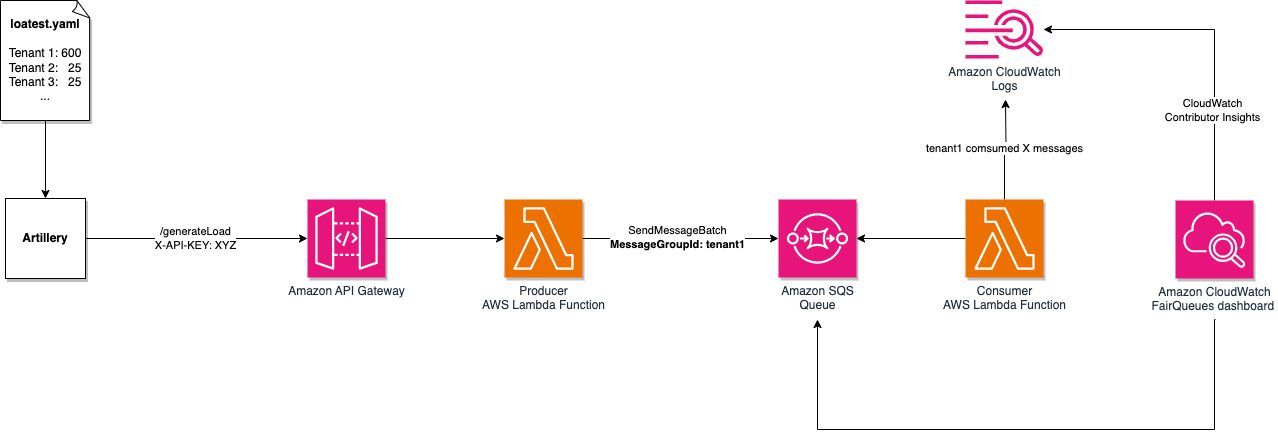 loatest.yaml
Tenant 1: 600
Tenant 2: 25
Tenant 3: 25
...
Artillery
/generateLoad
X-API-KEY: XYZ
Amazon API Gateway
Producer
AWS Lambda Function
SendMessageBatch
MessageGroupId: tenant1
Amazon SQS
Queue
Amazon CloudWatch
Logs
tenant1 comsumed X messages
Consumer
AWS Lambda Function
CloudWatch
Contributor Insights
Amazon CloudWatch
FairQueues dashboard